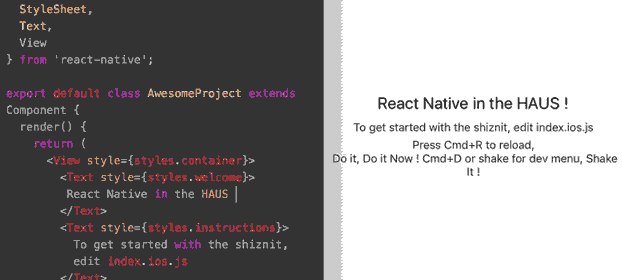 StyleSheet,
Text,
View
} from 'react-native';
export default class AwesomeProject extends
Component {
render() {
return (
<View style={styles.container}>
<Text style={styles.welcome}>
React Native in the HAUS
</Text>
<Text style={styles.instructions}>
To get started with the shiznit,
edit index.ios.js
</Text>
React Native in the HAUS !
To get started with the shiznit, edit index.ios.js
Press Cmd+R to reload,
Do it, Do it Now ! Cmd+D or shake for dev menu, Shake
It !